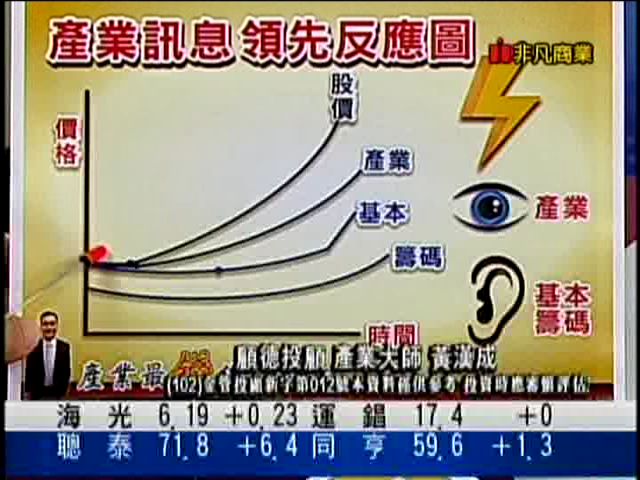 產業訊息 領先反應圖
非凡商業
股價
價格
產業
基本
籌碼
產業
基本
籌碼
時間
顧德投顧 產業大師 黃漢成
產業最
(102)金管投顧新字第012號本資料僅供參考 投資時應審慎評估
海光 6.19 +0.23 運錩 17.4 +0
聰泰 71.8 +6.4 同亨 59.6 +1.3